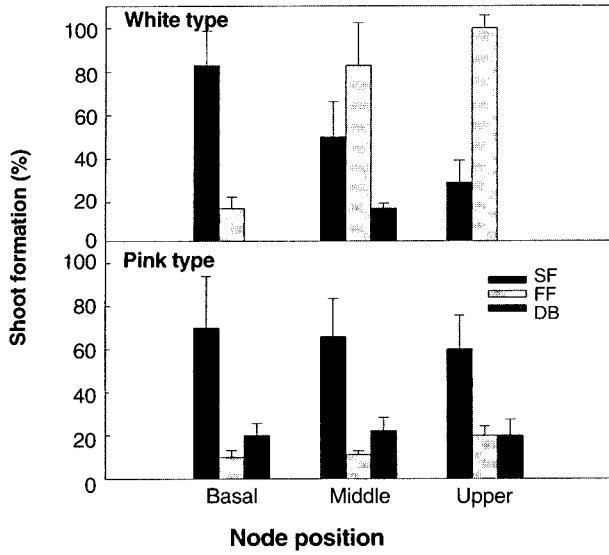 White type
100
80
60
40
20
0
Pink type
100
80
60
40
20
0
SF
FF
DB
Shoot formation (%)
Basal Middle Upper
Node position